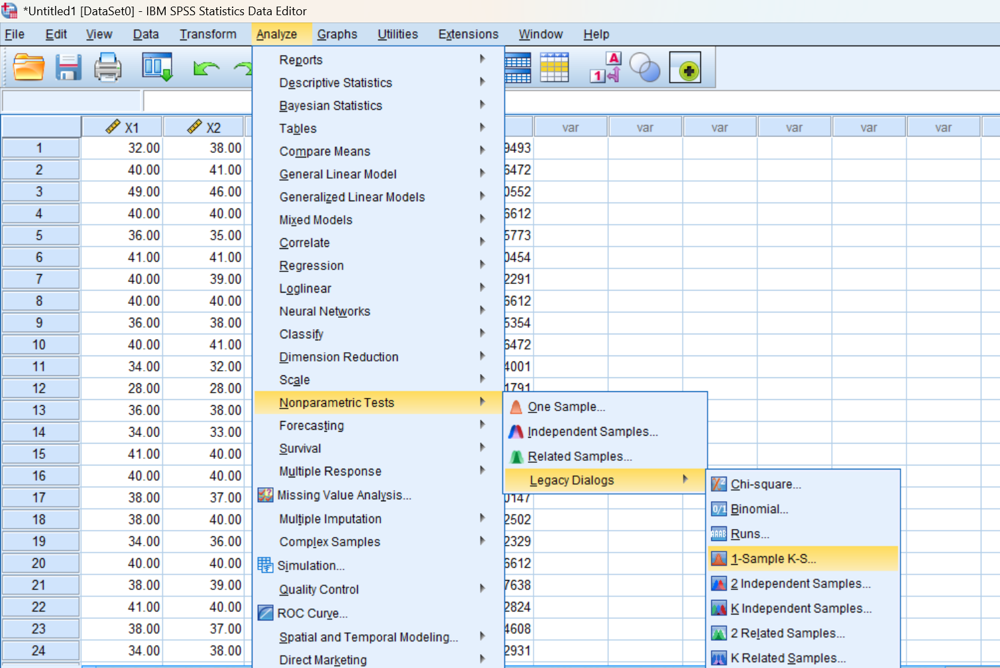 *Untitled1 [DataSet0] - IBM SPSS Statistics Data Editor
File Edit View Data Transform Analyze Graphs Utilities Extensions Window Help
A
1
X1 X2 var var var var var var
1 32.00 38.00 9493
2 40.00 41.00 6472
3 49.00 46.00 0552
4 40.00 40.00 6612
5 36.00 35.00 5773
6 41.00 41.00 0454
7 40.00 39.00 2291
8 40.00 40.00 6612
9 36.00 38.00 5354
10 40.00 41.00 6472
11 34.00 32.00 4001
12 28.00 28.00 1791
13 36.00 38.00
14 34.00 33.00
15 41.00 40.00
16 40.00 40.00
17 38.00 37.00 0147
18 38.00 40.00 2502
19 34.00 36.00 2329
20 40.00 40.00 6612
21 38.00 39.00 7638
22 41.00 40.00 2824
23 38.00 37.00 4608
24 34.00 38.00 2931
Reports
Descriptive Statistics
Bayesian Statistics
Tables
Compare Means
General Linear Model
Generalized Linear Models
Mixed Models
Correlate
Regression
Loglinear
Neural Networks
Classify
Dimension Reduction
Scale
Nonparametric Tests
Forecasting
Survival
Multiple Response
Missing Value Analysis...
Multiple Imputation
Complex Samples
Simulation...
Quality Control
ROC Curve...
Spatial and Temporal Modeling...
Direct Marketing
One Sample...
Independent Samples...
Related Samples...
Legacy Dialogs
Chi-square...
0/1 Binomial...
AAAB Runs...
1-Sample K-S...
2 Independent Samples...
K Independent Samples...
2 Related Samples...
K Related Samples...